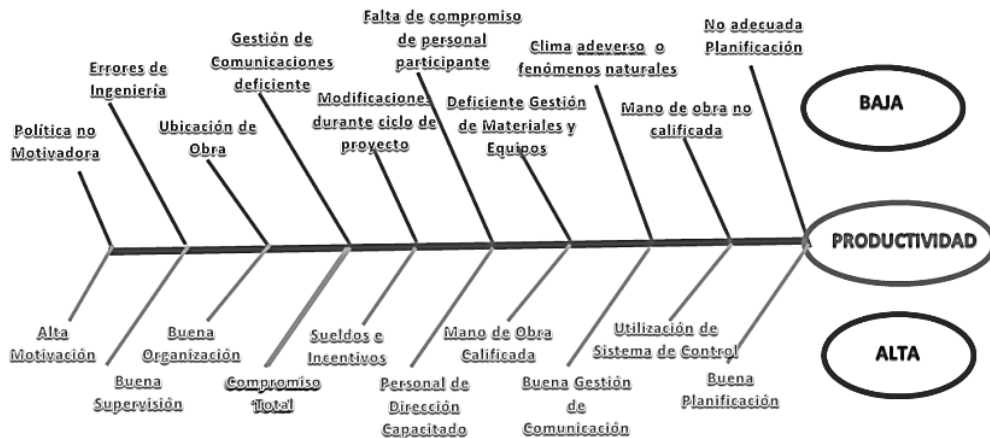 Política no
Motivadora
Errores de
Ingeniería
Ubicación de
Obra
Gestión de
Comunicaciones
deficiente
Modificaciones
durante ciclo de
proyecto
Falta de compromiso
de personal
participante
Deficiente Gestión
de Materiales y
Equipos
Clima adeverso o
fenómenos naturales
Mano de obra no
calificada
No adecuada
Planificación
BAJA
PRODUCTIVIDAD
Alta
Motivación
Buena
Supervisión
Buena
Organización
Compromiso
Total
Sueldos e
Incentivos
Personal de
Dirección
Capacitado
Mano de Obra
Calificada
Buena Gestión
de
Comunicación
Utilización de
Sistema de Control
Buena
Planificación
ALTA